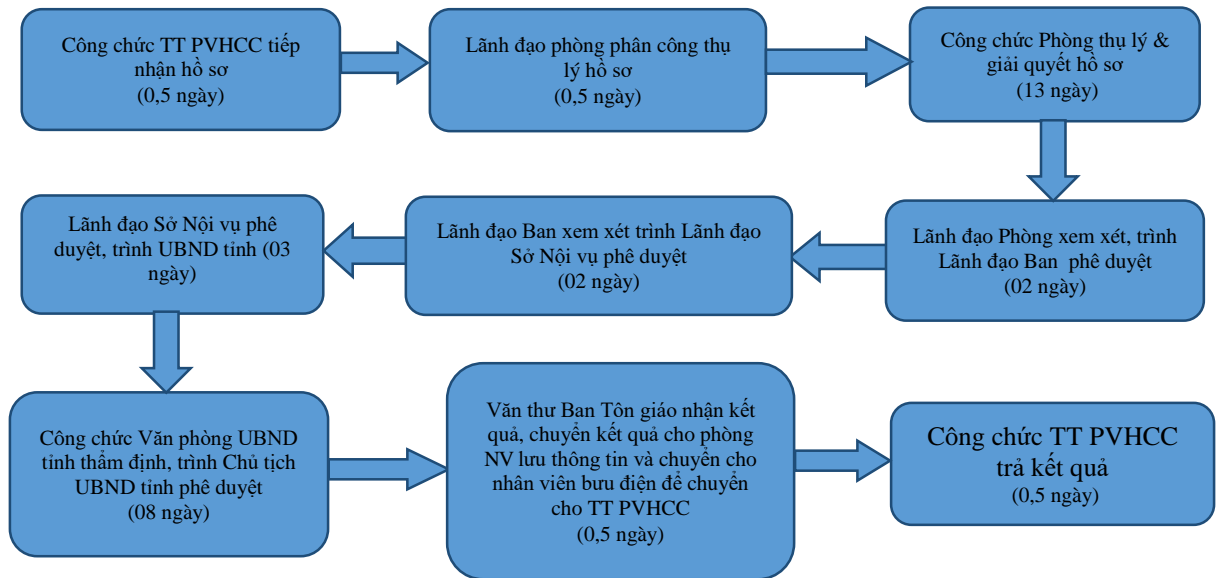 Công chức TT PVHCC tiếp
nhận hồ sơ
(0,5 ngày)
Lãnh đạo phòng phân công thụ
lý hồ sơ
(0,5 ngày)
Công chức Phòng thụ lý &
giải quyết hồ sơ
(13 ngày)
Lãnh đạo Phòng xem xét, trình
Lãnh đạo Ban phê duyệt
(02 ngày)
Lãnh đạo Ban xem xét trình Lãnh đạo
Sở Nội vụ phê duyệt
(02 ngày)
Lãnh đạo Sở Nội vụ phê
duyệt, trình UBND tỉnh (03
ngày)
Công chức Văn phòng UBND
tỉnh thẩm định, trình Chủ tịch
UBND tỉnh phê duyệt
(08 ngày)
Văn thư Ban Tôn giáo nhận kết
quả, chuyển kết quả cho phòng
NV lưu thông tin và chuyển cho
nhân viên bưu điện để chuyển
cho TT PVHCC
(0,5 ngày)
Công chức TT PVHCC
trả kết quả
(0,5 ngày)